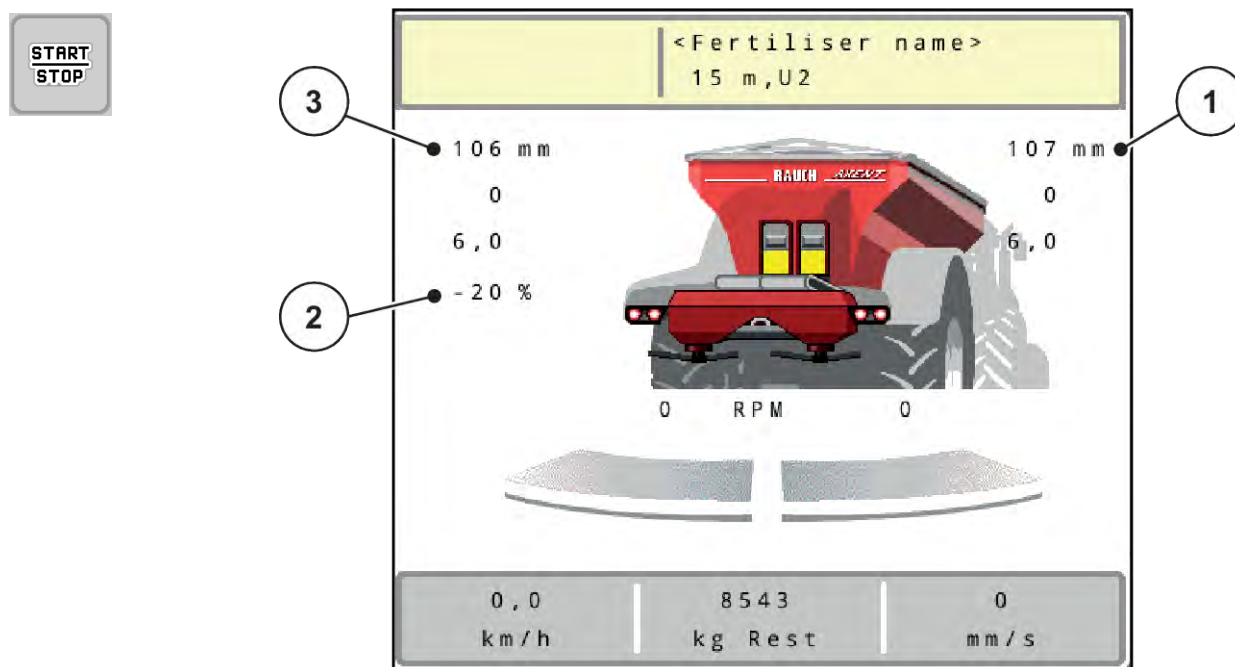 START
STOP
<Fertiliser name>
15 m,U2
3
1
106 mm
107 mm
0
0
6,0
6,0
2
-20 %
RAUCH AXENT
0 RPM 0
0,0
8543
0
km/h
kg Rest
mm/s